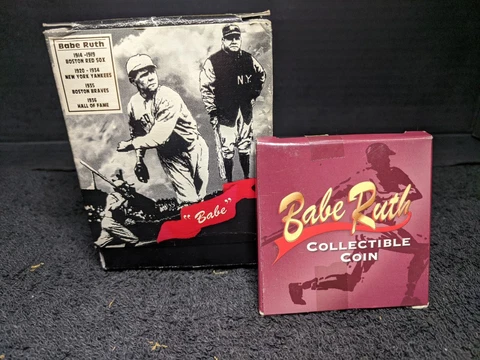 Babe Ruth
1914-1919
BOSTON RED SOX
1920 - 1934
NEW YORK YANKEES
1935
BOSTON BRAVES
1936
HALL OF FAME
N.Y.
"Babe"
Babe Ruth
COLLECTIBLE
COIN